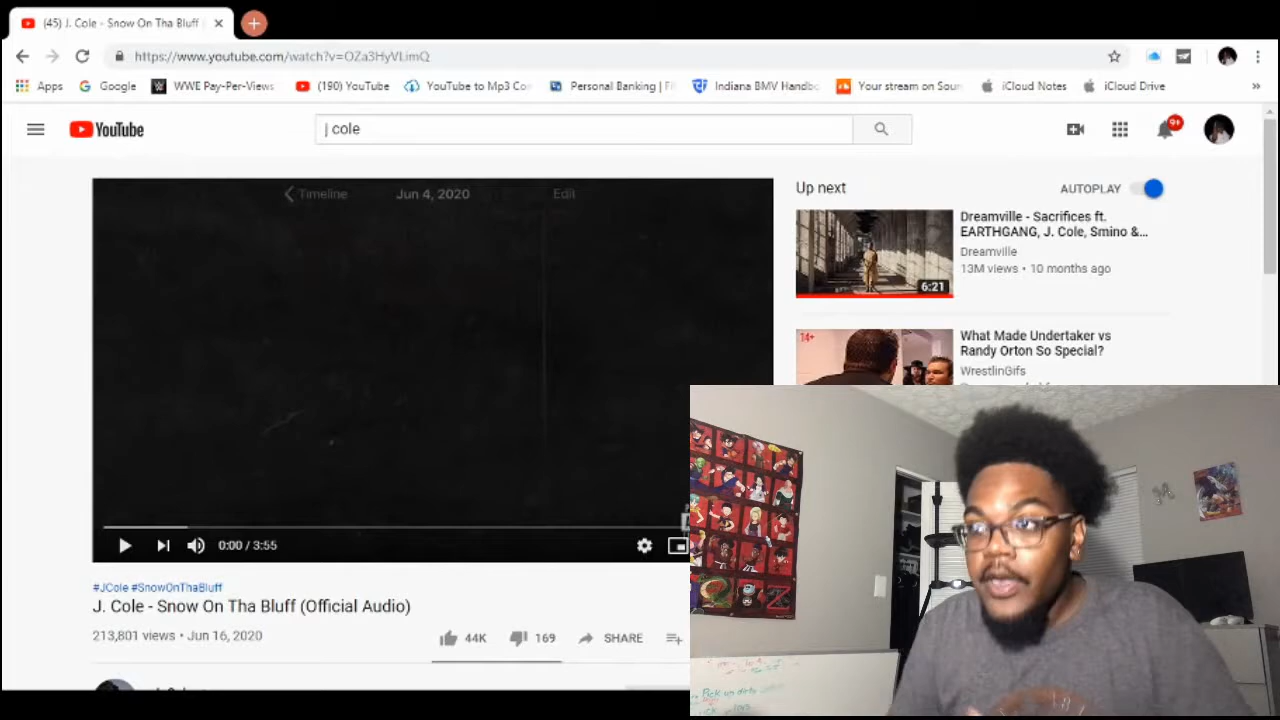 (45) J. Cole - Snow On Tha Bluff
https://www.youtube.com/watch?v=OZa3HyVLimQ
Apps Google WWE Pay-Per-Views (190) YouTube YouTube to Mp3 Co Personal Banking | Fi Indiana BMV Handbo Your stream on Soun iCloud Notes iCloud Drive »
YouTube
j cole
9+
Timeline Jun 4, 2020 Edit
0:00 / 3:55
#JCole #SnowOnThaBluff
J. Cole - Snow On Tha Bluff (Official Audio)
213,801 views • Jun 16, 2020
44K 169 SHARE
Up next
AUTOPLAY
Dreamville - Sacrifices ft.
EARTHGANG, J. Cole, Smino &...
Dreamville
13M views • 10 months ago
6:21
14+
What Made Undertaker vs
Randy Orton So Special?
WrestlinGifs
Z